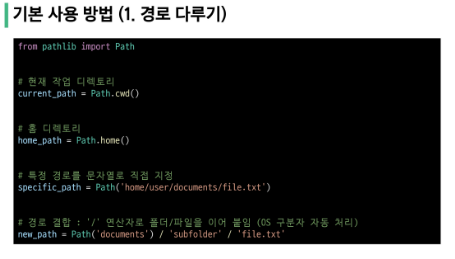 기본 사용 방법 (1. 경로 다루기)
from pathlib import Path
# 현재 작업 디렉토리
current_path = Path.cwd()
# 홈 디렉토리
home_path = Path.home()
# 특정 경로를 문자열로 직접 지정
specific_path = Path('home/user/documents/file.txt')
# 경로 결합 : '/' 연산자로 폴더/파일을 이어 붙임 (OS 구분자 자동 처리)
new_path = Path('documents') / 'subfolder' / 'file.txt'